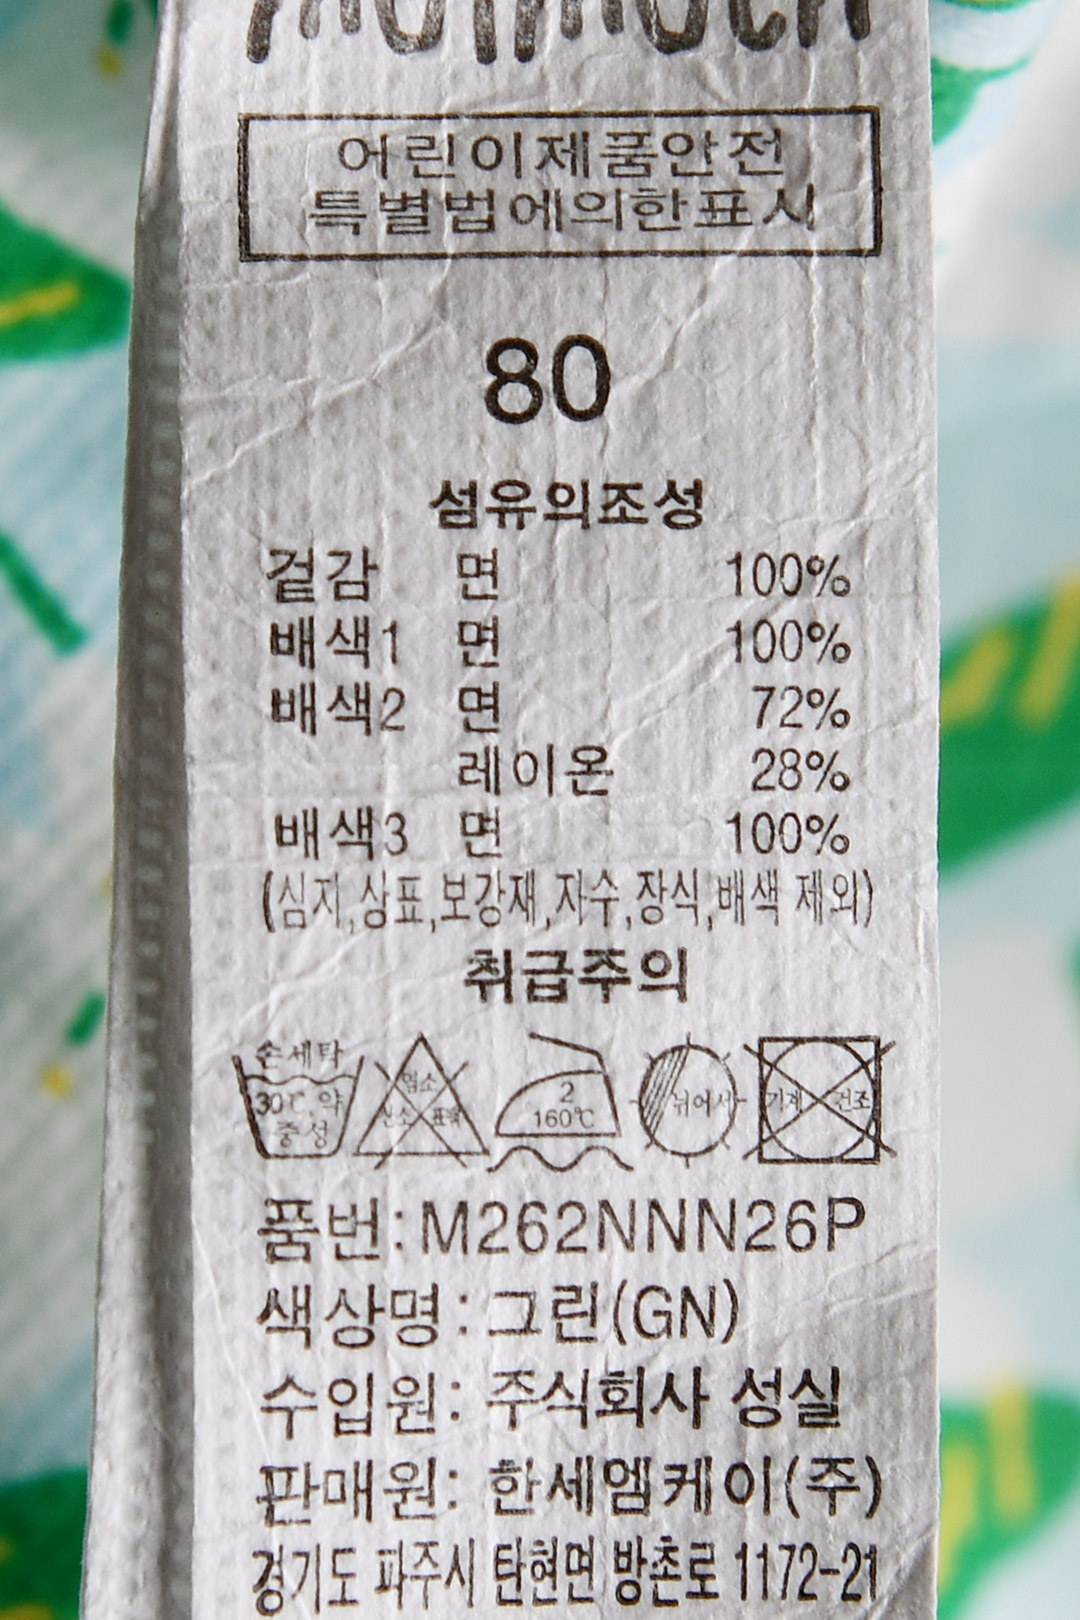 어린이제품안전
특별법에의한표시
80
섬유의조성
겉감 면 100%
배색1 면 100%
배색2 면 72%
레이온 28%
배색3 면 100%
(심지,상표,보강재,자수,장식,배색 제외)
취급주의
손세탁
30℃,약
중성
염소
산소 표백
2
160℃
뉘어서
기계 건조
품번:M262NNN26P
색상명:그린(GN)
수입원: 주식회사 성실
판매원: 한세엠케이(주)
경기도 파주시 탄현면 방촌로 1172-21